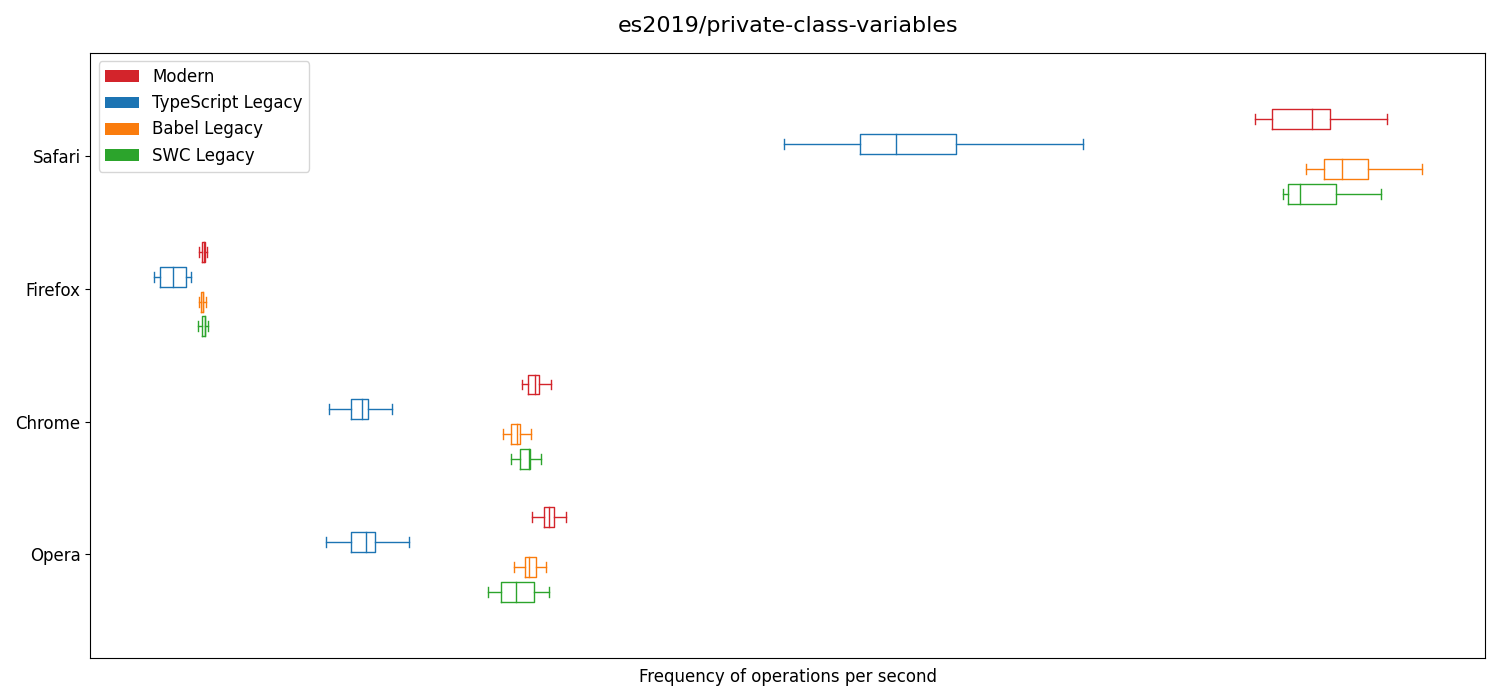 es2019/private-class-variables
Modern
TypeScript Legacy
Babel Legacy
SWC Legacy
Safari
Firefox
Chrome
Opera
Frequency of operations per second